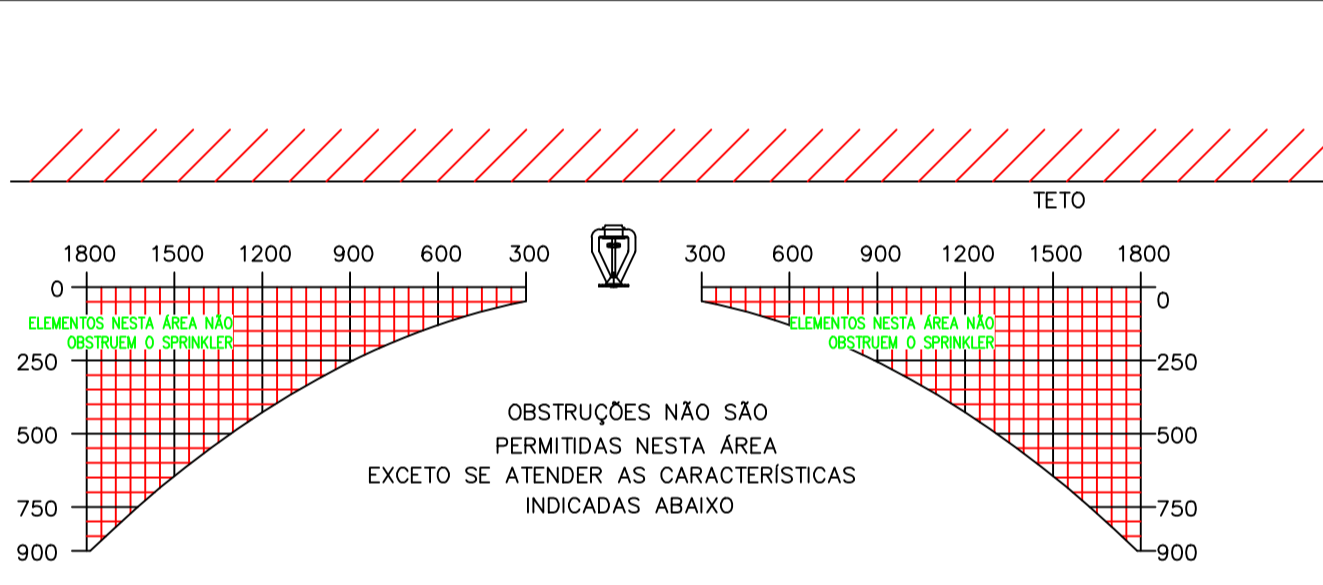 TETO
1800 1500 1200 900 600 300 300 600 900 1200 1500 1800
0 0
ELEMENTOS NESTA ÁREA NÃO
OBSTRUEM O SPRINKLER
ELEMENTOS NESTA ÁREA NÃO
OBSTRUEM O SPRINKLER
250 250
OBSTRUÇÕES NÃO SÃO
500 500
PERMITIDAS NESTA ÁREA
EXCETO SE ATENDER AS CARACTERÍSTICAS
INDICADAS ABAIXO
750 750
900 900